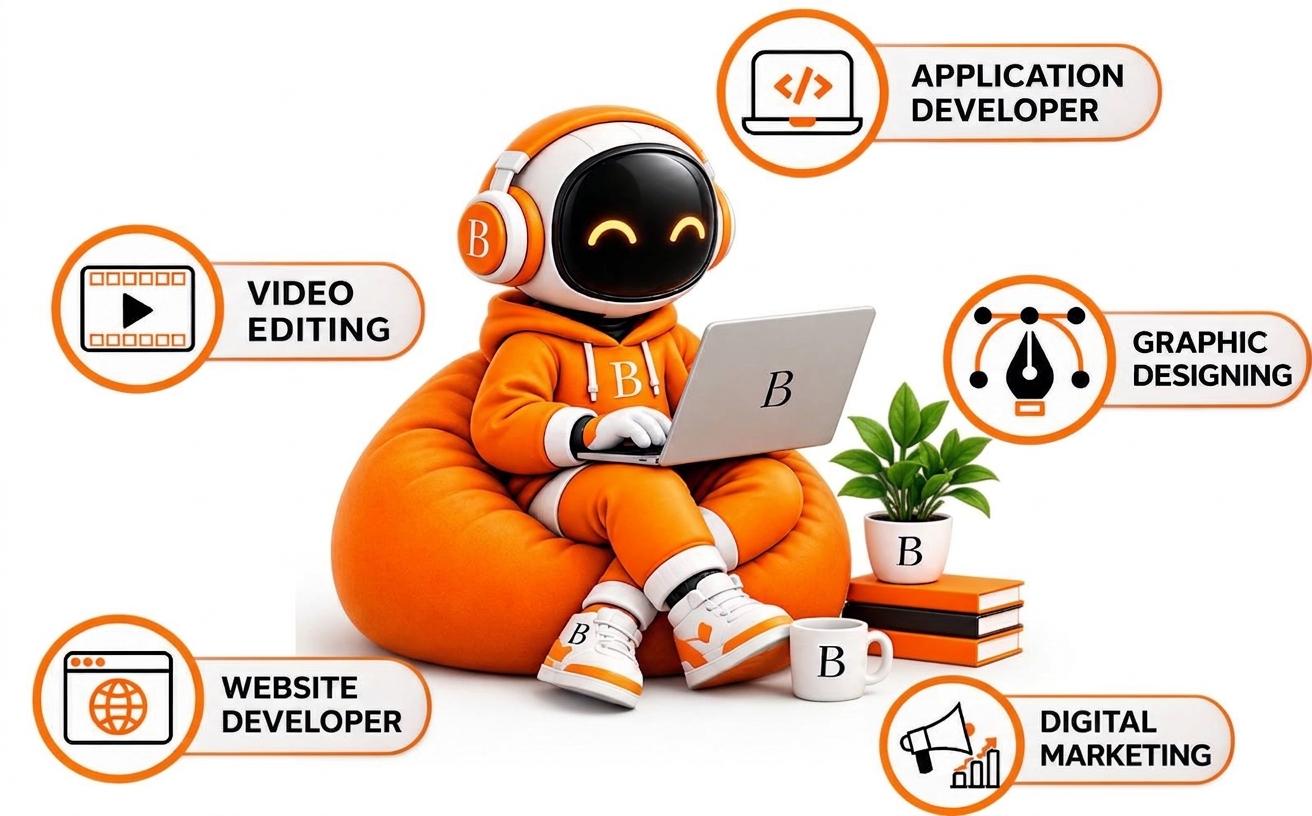 APPLICATION
DEVELOPER
VIDEO
EDITING
GRAPHIC
DESIGNING
WEBSITE
DEVELOPER
DIGITAL
MARKETING
</>
B
B
B
B
B
B